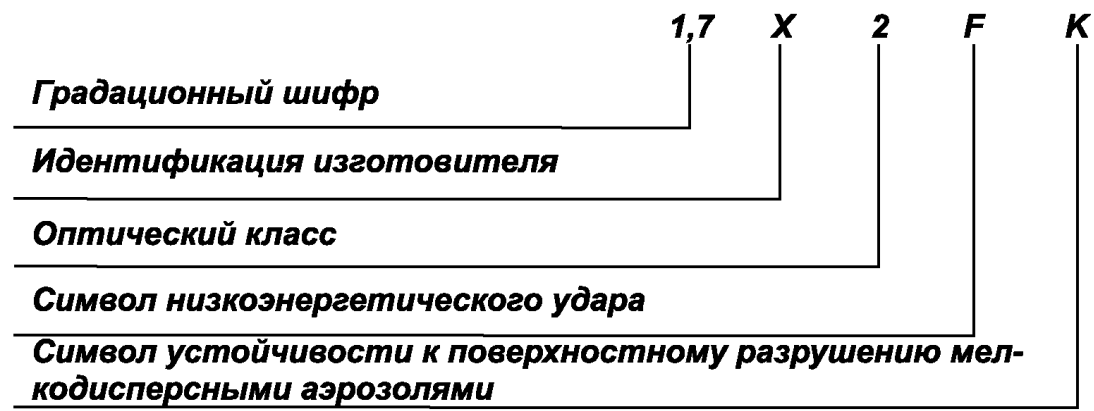 1,7 X 2 F K
Градационный шифр
Идентификация изготовителя
Оптический класс
Символ низкоэнергетического удара
Символ устойчивости к поверхностному разрушению мел-
кодисперсными аэрозолями